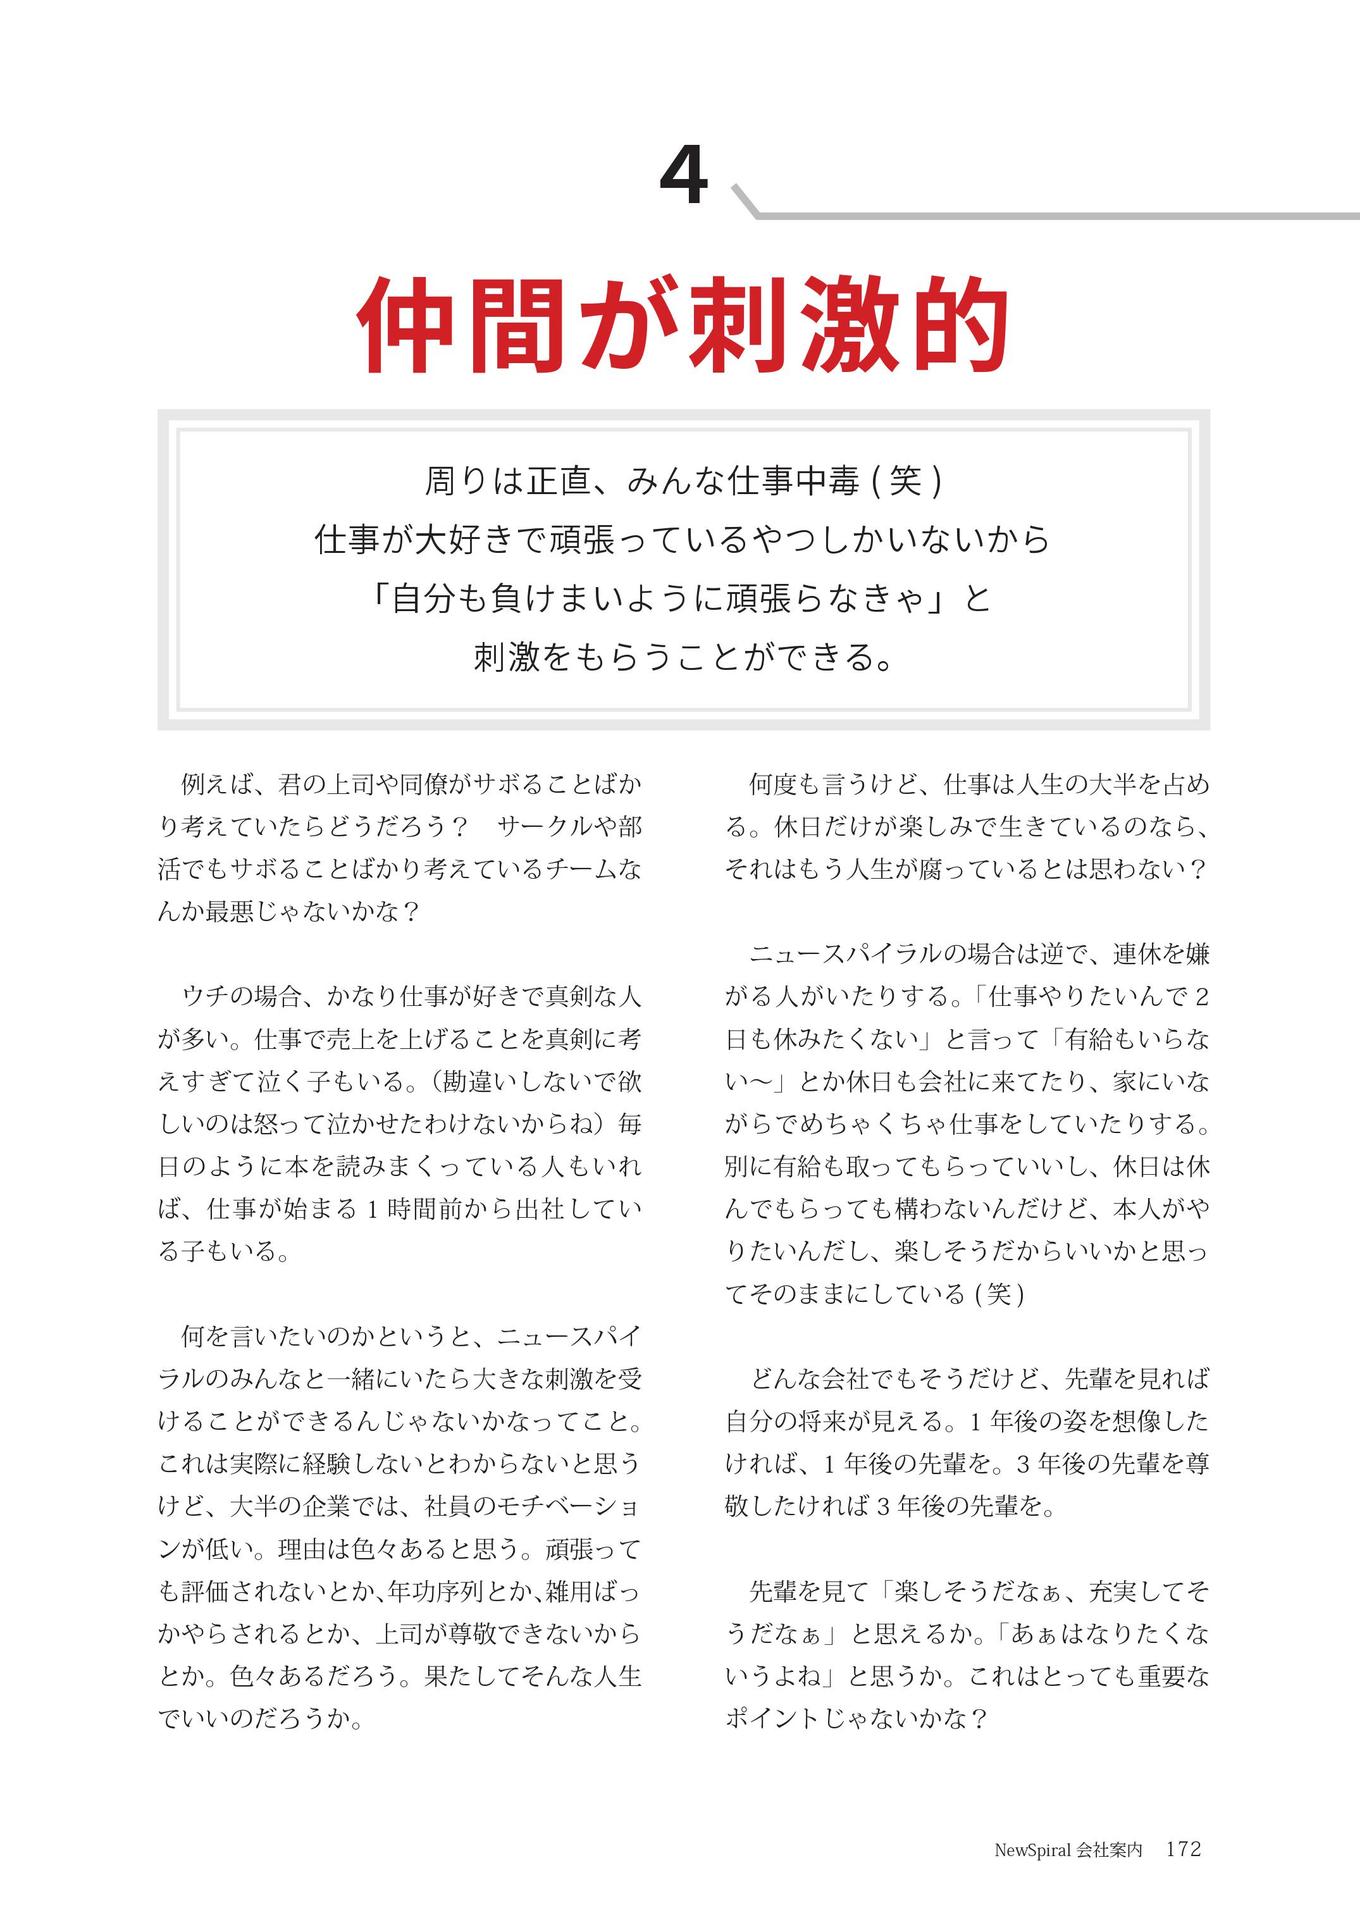 4
仲間が刺激的
周りは正直、みんな仕事中毒 ( 笑 )
仕事が大好きで頑張っているやつしかいないから
「自分も負けまいように頑張らなきゃ」と
刺激をもらうことができる。
例えば、君の上司や同僚がサボることばか
り考えていたらどうだろう？　サークルや部
活でもサボることばかり考えているチームな
んか最悪じゃないかな？
ウチの場合、かなり仕事が好きで真剣な人
が多い。仕事で売上を上げることを真剣に考
えすぎて泣く子もいる。（勘違いしないで欲
しいのは怒って泣かせたわけないからね）毎
日のように本を読みまくっている人もいれ
ば、仕事が始まる 1 時間前から出社してい
る子もいる。
何を言いたいのかというと、ニュースパイ
ラルのみんなと一緒にいたら大きな刺激を受
けることができるんじゃないかなってこと。
これは実際に経験しないとわからないと思う
けど、大半の企業では、社員のモチベーショ
ンが低い。理由は色々あると思う。頑張って
も評価されないとか、年功序列とか、雑用ばっ
かやらされるとか、上司が尊敬できないから
とか。色々あるだろう。果たしてそんな人生
でいいのだろうか。
何度も言うけど、仕事は人生の大半を占め
る。休日だけが楽しみで生きているのなら、
それはもう人生が腐っているとは思わない？
ニュースパイラルの場合は逆で、連休を嫌
がる人がいたりする。「仕事やりたいんで 2
日も休みたくない」と言って「有給もいらな
い〜」とか休日も会社に来てたり、家にいな
がらでめちゃくちゃ仕事をしていたりする。
別に有給も取ってもらっていいし、休日は休
んでもらっても構わないんだけど、本人がや
りたいんだし、楽しそうだからいいかと思っ
てそのままにしている ( 笑 )
どんな会社でもそうだけど、先輩を見れば
自分の将来が見える。1 年後の姿を想像した
ければ、1 年後の先輩を。3 年後の先輩を尊
敬したければ 3 年後の先輩を。
先輩を見て「楽しそうだなぁ、充実してそ
うだなぁ」と思えるか。「あぁはなりたくな
いうよね」と思うか。これはとっても重要な
ポイントじゃないかな？
NewSpiral 会社案内　172